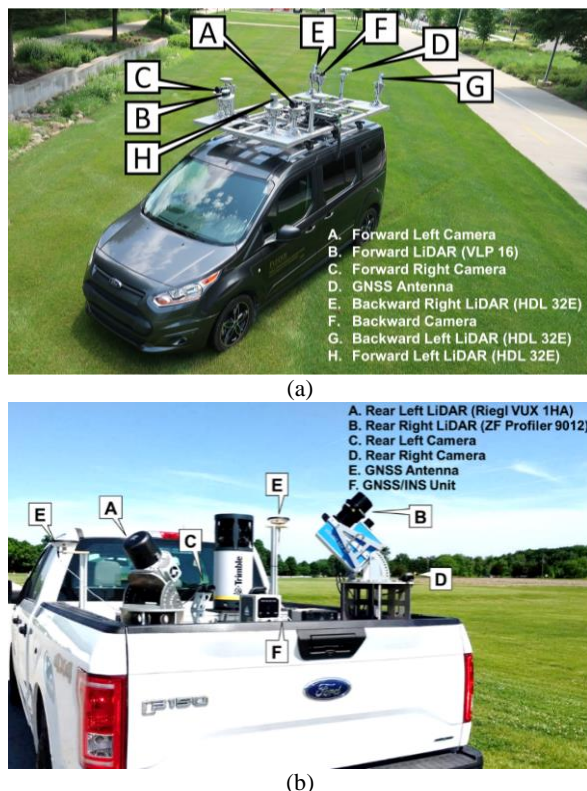 A
E
F
D
C
G
B
H
A. Forward Left Camera
B. Forward LiDAR (VLP 16)
C. Forward Right Camera
D. GNSS Antenna
E. Backward Right LiDAR (HDL 32E)
F. Backward Camera
G. Backward Left LiDAR (HDL 32E)
H. Forward Left LiDAR (HDL 32E)
(a)
A. Rear Left LiDAR (Riegl VUX 1HA)
B. Rear Right LiDAR (ZF Profiler 9012)
C. Rear Left Camera
D. Rear Right Camera
E. GNSS Antenna
F. GNSS/INS Unit
E
A
E
B
C
D
Trimble
F
4x4
F150
Ford
(b)